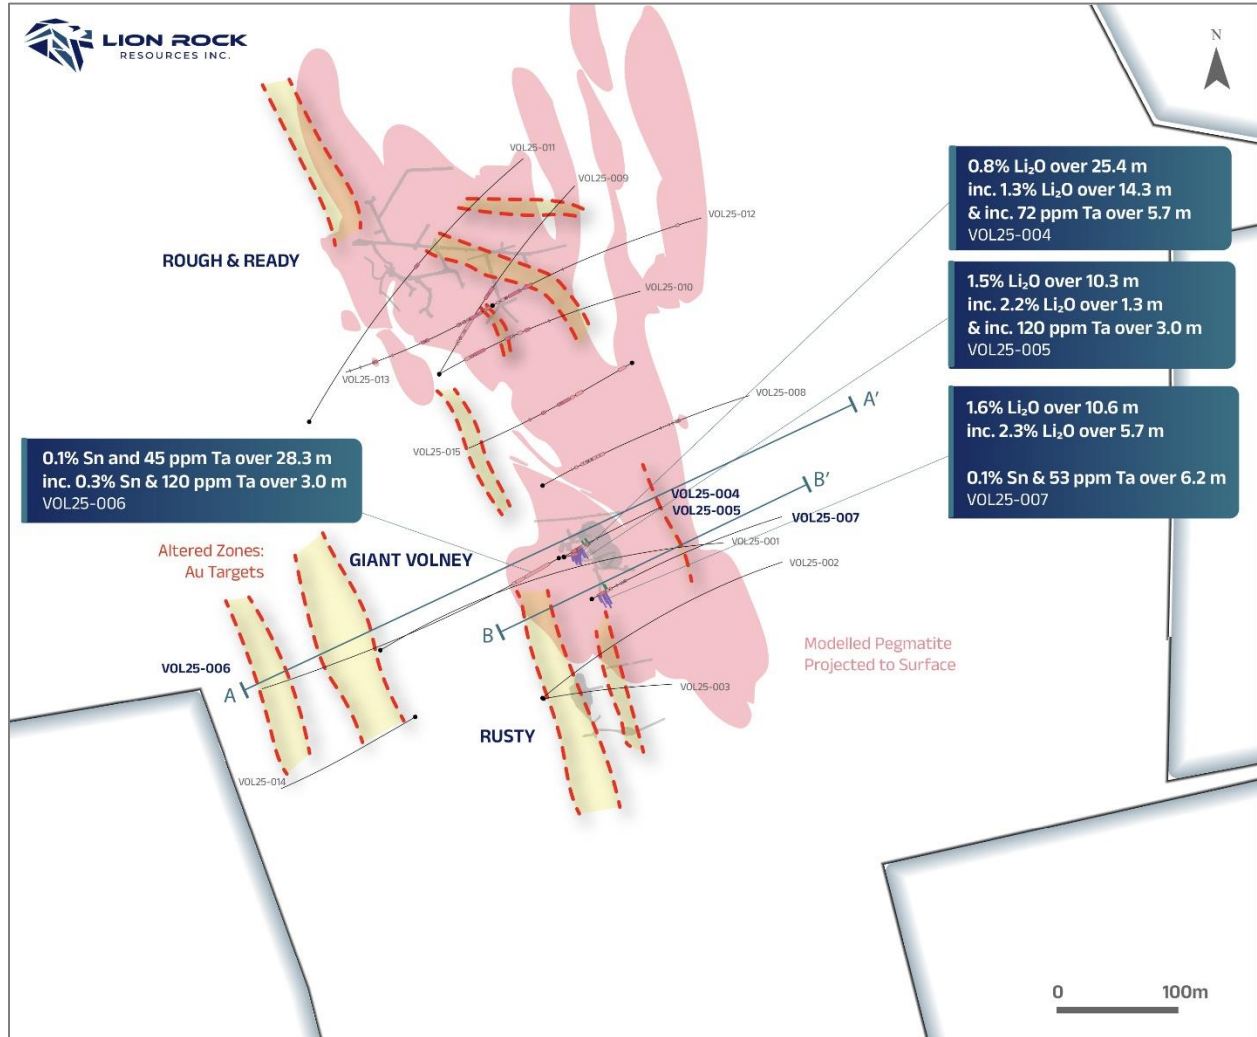 LION ROCK
RESOURCES INC.
N
VOL25-011
VOL25-009
VOL25-012
ROUGH & READY
VOL25-010
VOL25-013
VOL25-008
VOL25-015
A'
B'
0.8% Li₂O over 25.4 m
inc. 1.3% Li₂O over 14.3 m
& inc. 72 ppm Ta over 5.7 m
VOL25-004
1.5% Li₂O over 10.3 m
inc. 2.2% Li₂O over 1.3 m
& inc. 120 ppm Ta over 3.0 m
VOL25-005
1.6% Li₂O over 10.6 m
inc. 2.3% Li₂O over 5.7 m
0.1% Sn & 53 ppm Ta over 6.2 m
VOL25-007
0.1% Sn and 45 ppm Ta over 28.3 m
inc. 0.3% Sn & 120 ppm Ta over 3.0 m
VOL25-006
VOL25-004
VOL25-005
VOL25-007
VOL25-001
VOL25-002
Altered Zones:
Au Targets
GIANT VOLNEY
B
Modelled Pegmatite
Projected to Surface
VOL25-006
A
VOL25-003
RUSTY
VOL25-014
0 100m